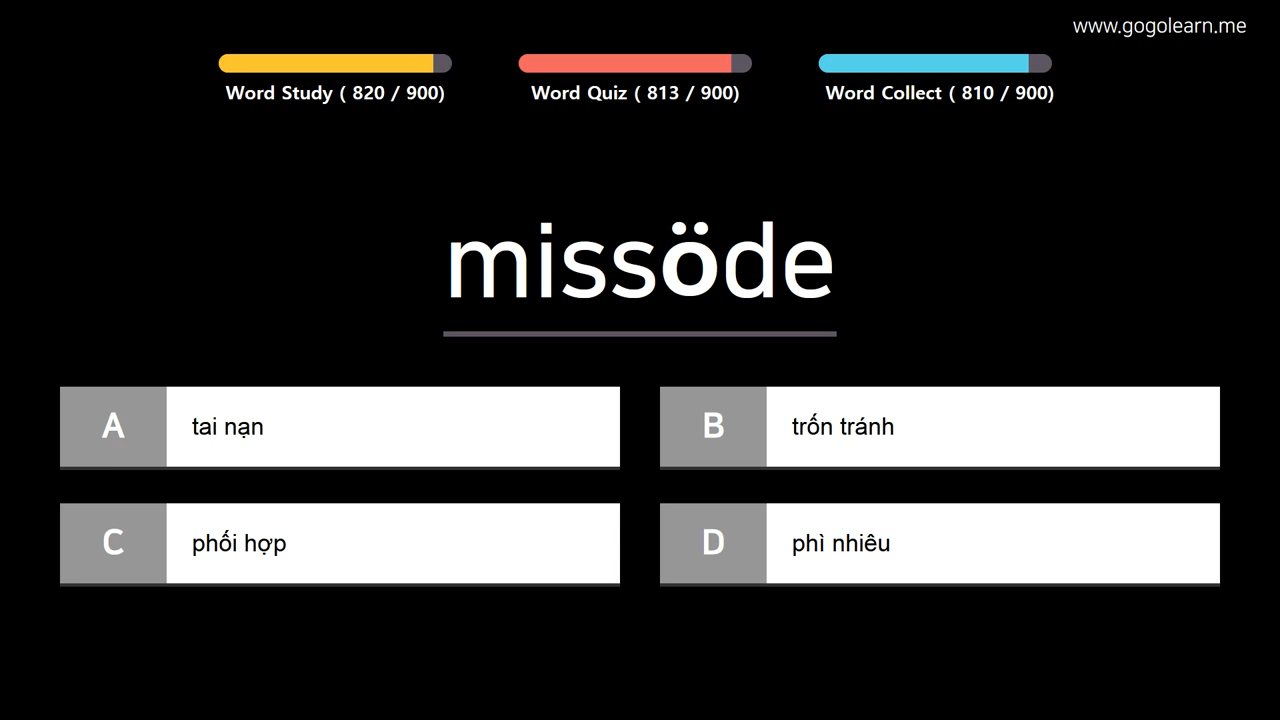 www.gogolearn.me
Word Study ( 820 / 900)
Word Quiz ( 813 / 900)
Word Collect ( 810 / 900)
missöde
A tai nạn
B trốn tránh
C phối hợp
D phì nhiêu